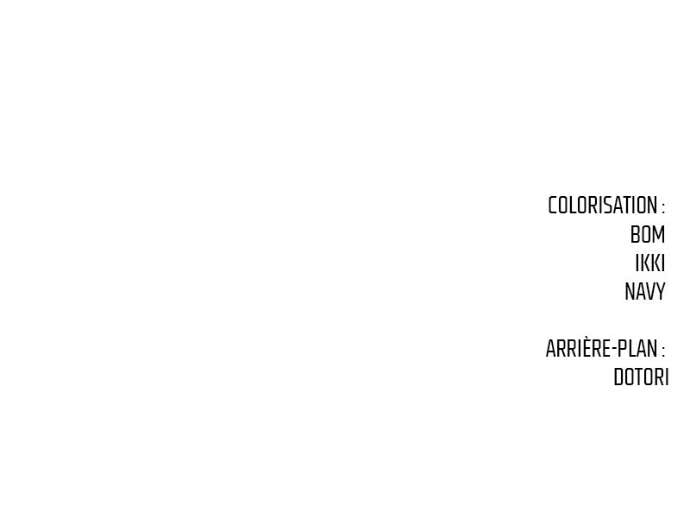 COLORISATION :
BOM
IKKI
NAVY
ARRIÈRE-PLAN :
DOTORI